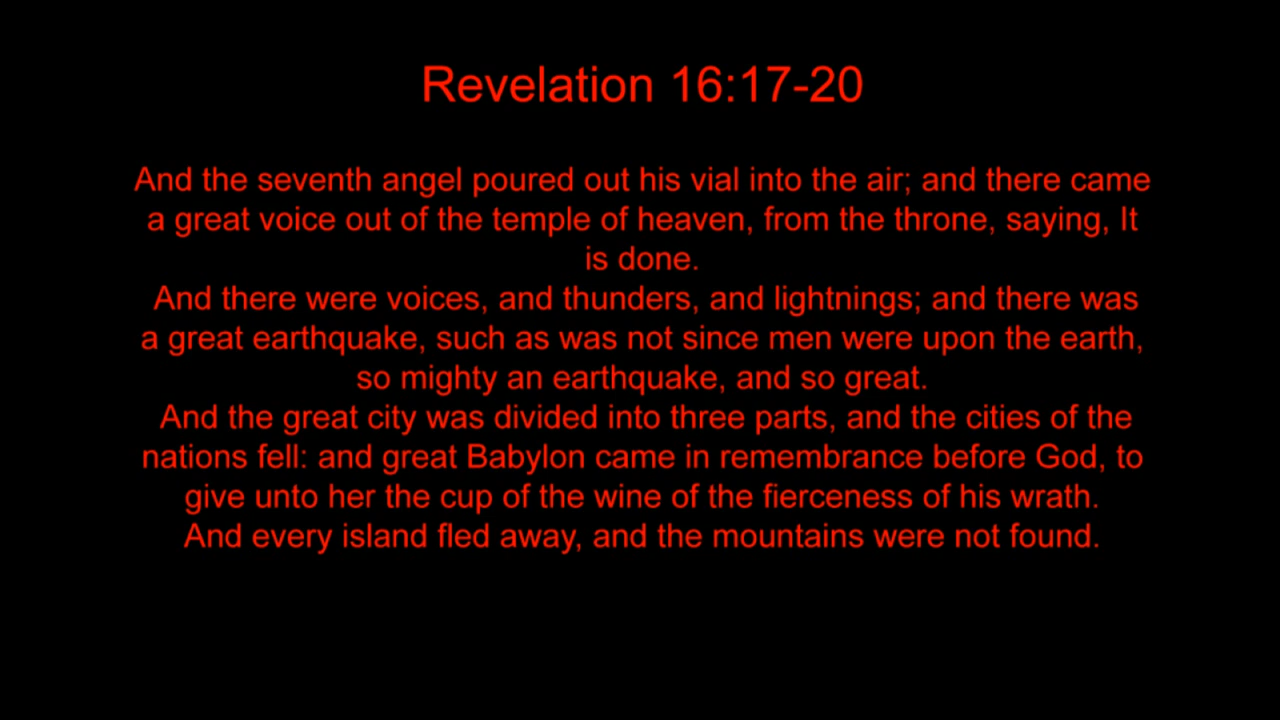 Revelation 16:17-20
And the seventh angel poured out his vial into the air; and there came
a great voice out of the temple of heaven, from the throne, saying, It
is done.
And there were voices, and thunders, and lightnings; and there was
a great earthquake, such as was not since men were upon the earth,
so mighty an earthquake, and so great.
And the great city was divided into three parts, and the cities of the
nations fell: and great Babylon came in remembrance before God, to
give unto her the cup of the wine of the fierceness of his wrath.
And every island fled away, and the mountains were not found.